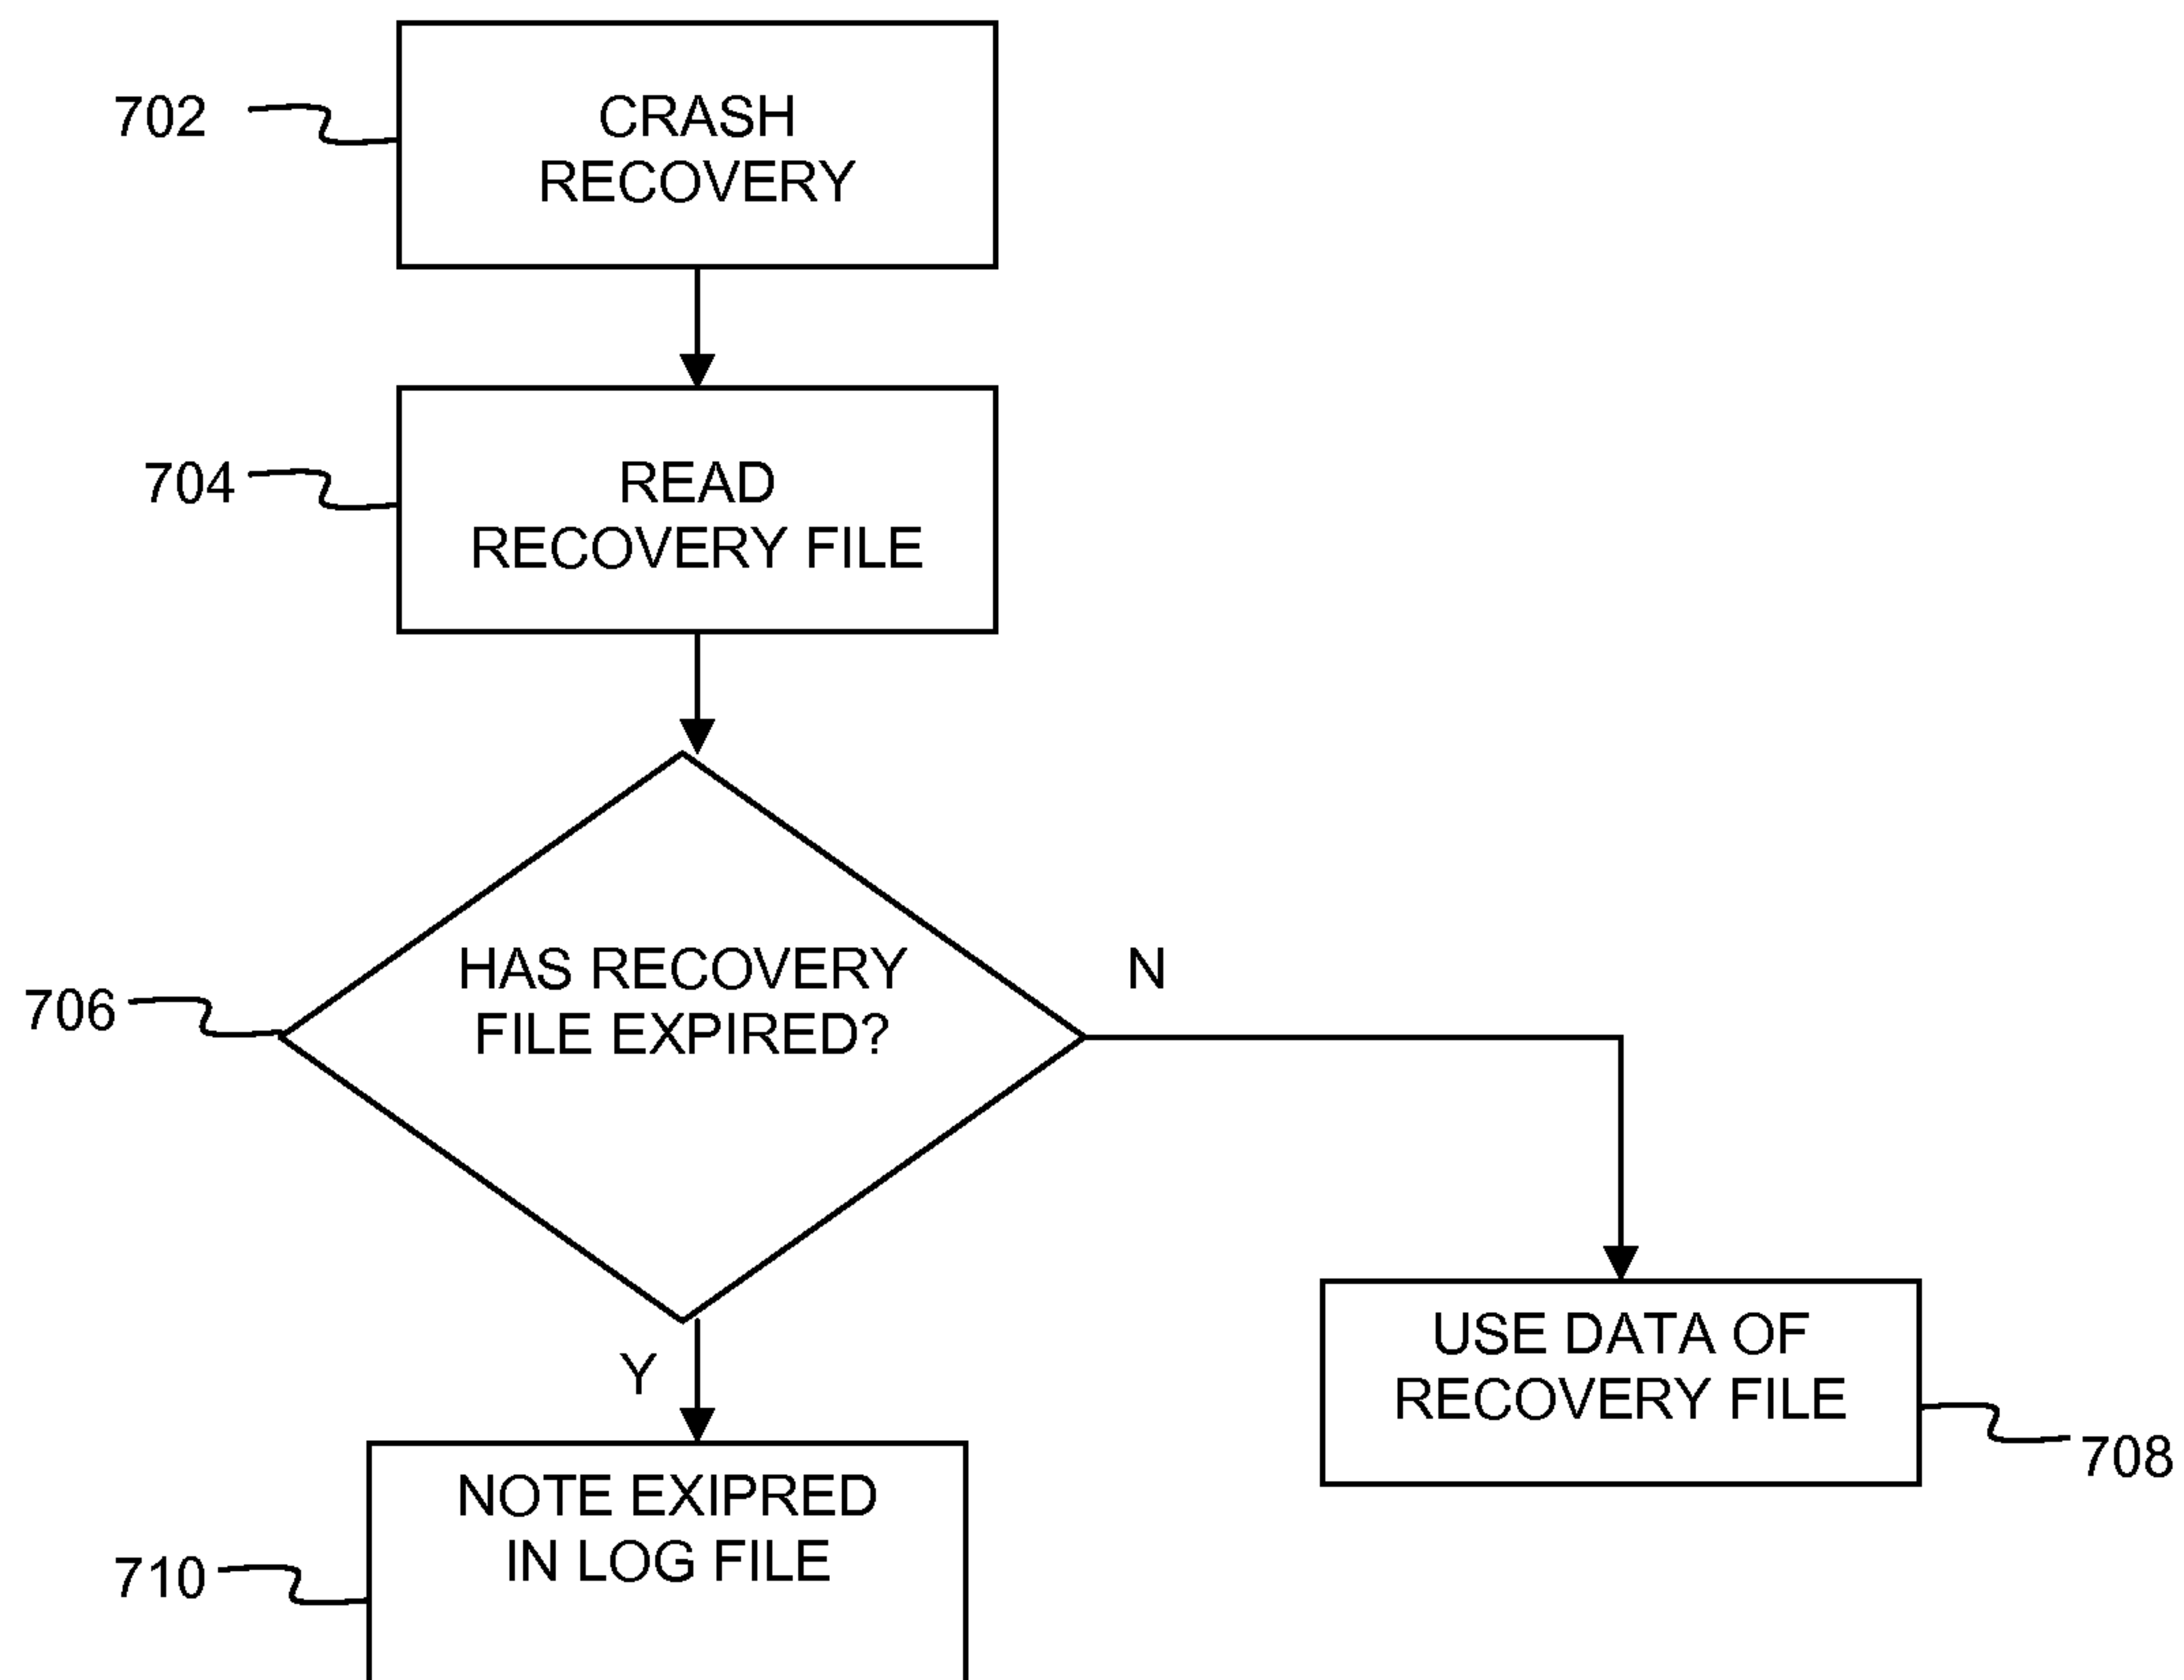 702
CRASH
RECOVERY
704
READ
RECOVERY FILE
706
HAS RECOVERY
FILE EXPIRED?
N
Y
USE DATA OF
RECOVERY FILE
708
NOTE EXIPRED
IN LOG FILE
710